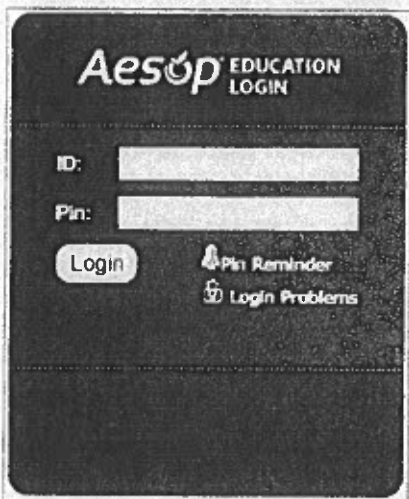 Aesop EDUCATION
LOGIN
ID:
Pin:
Login
Pin Reminder
Login Problems